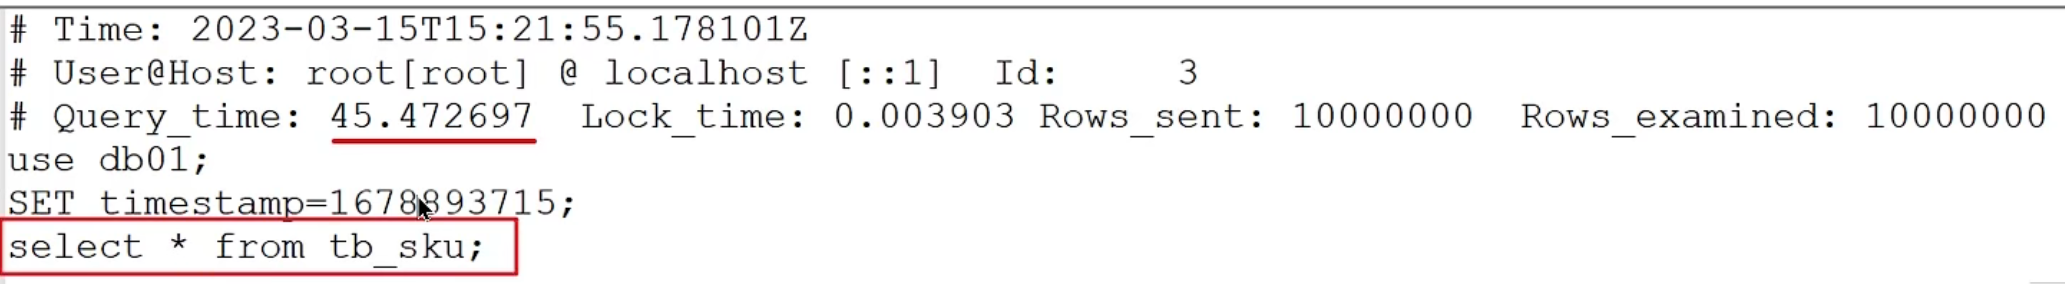 # Time: 2023-03-15T15:21:55.178101Z
# User@Host: root[root] @ localhost [::1]  Id:     3
# Query_time: 45.472697  Lock_time: 0.003903 Rows_sent: 10000000  Rows_examined: 10000000
use db01;
SET timestamp=1678893715;
select * from tb_sku;